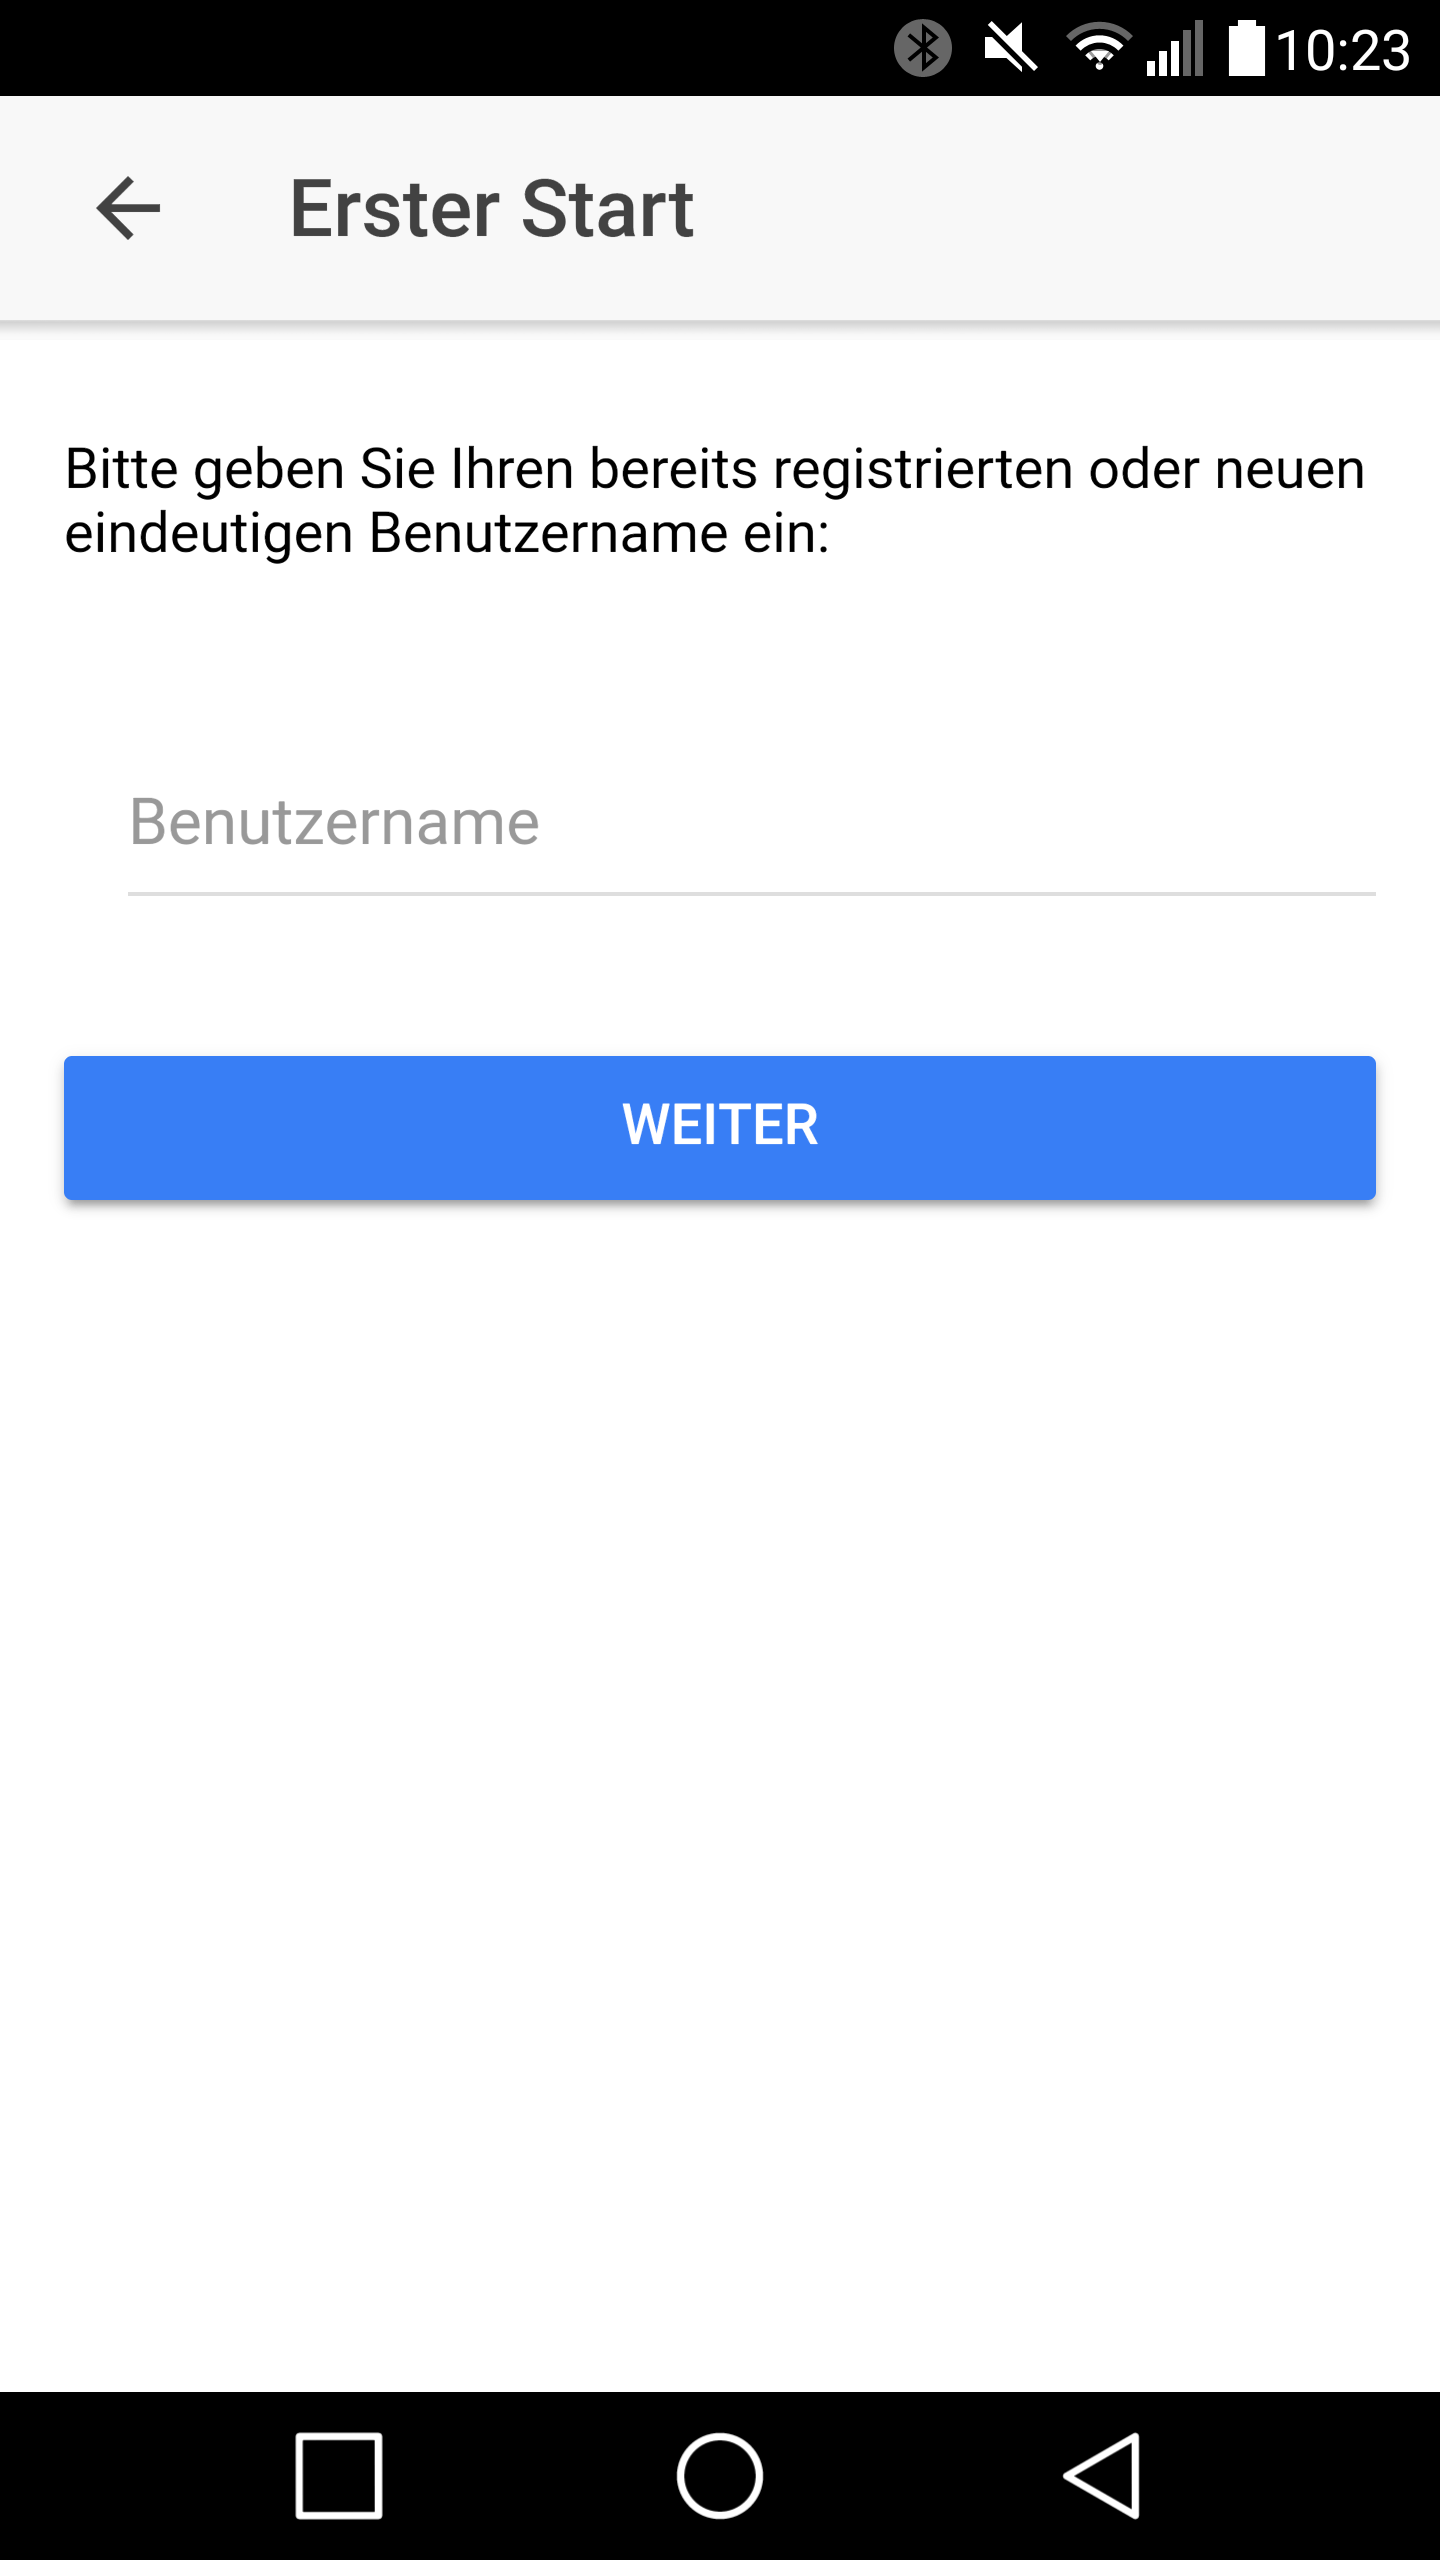 10:23
Erster Start
Bitte geben Sie Ihren bereits registrierten oder neuen
eindeutigen Benutzername ein:
Benutzername
WEITER